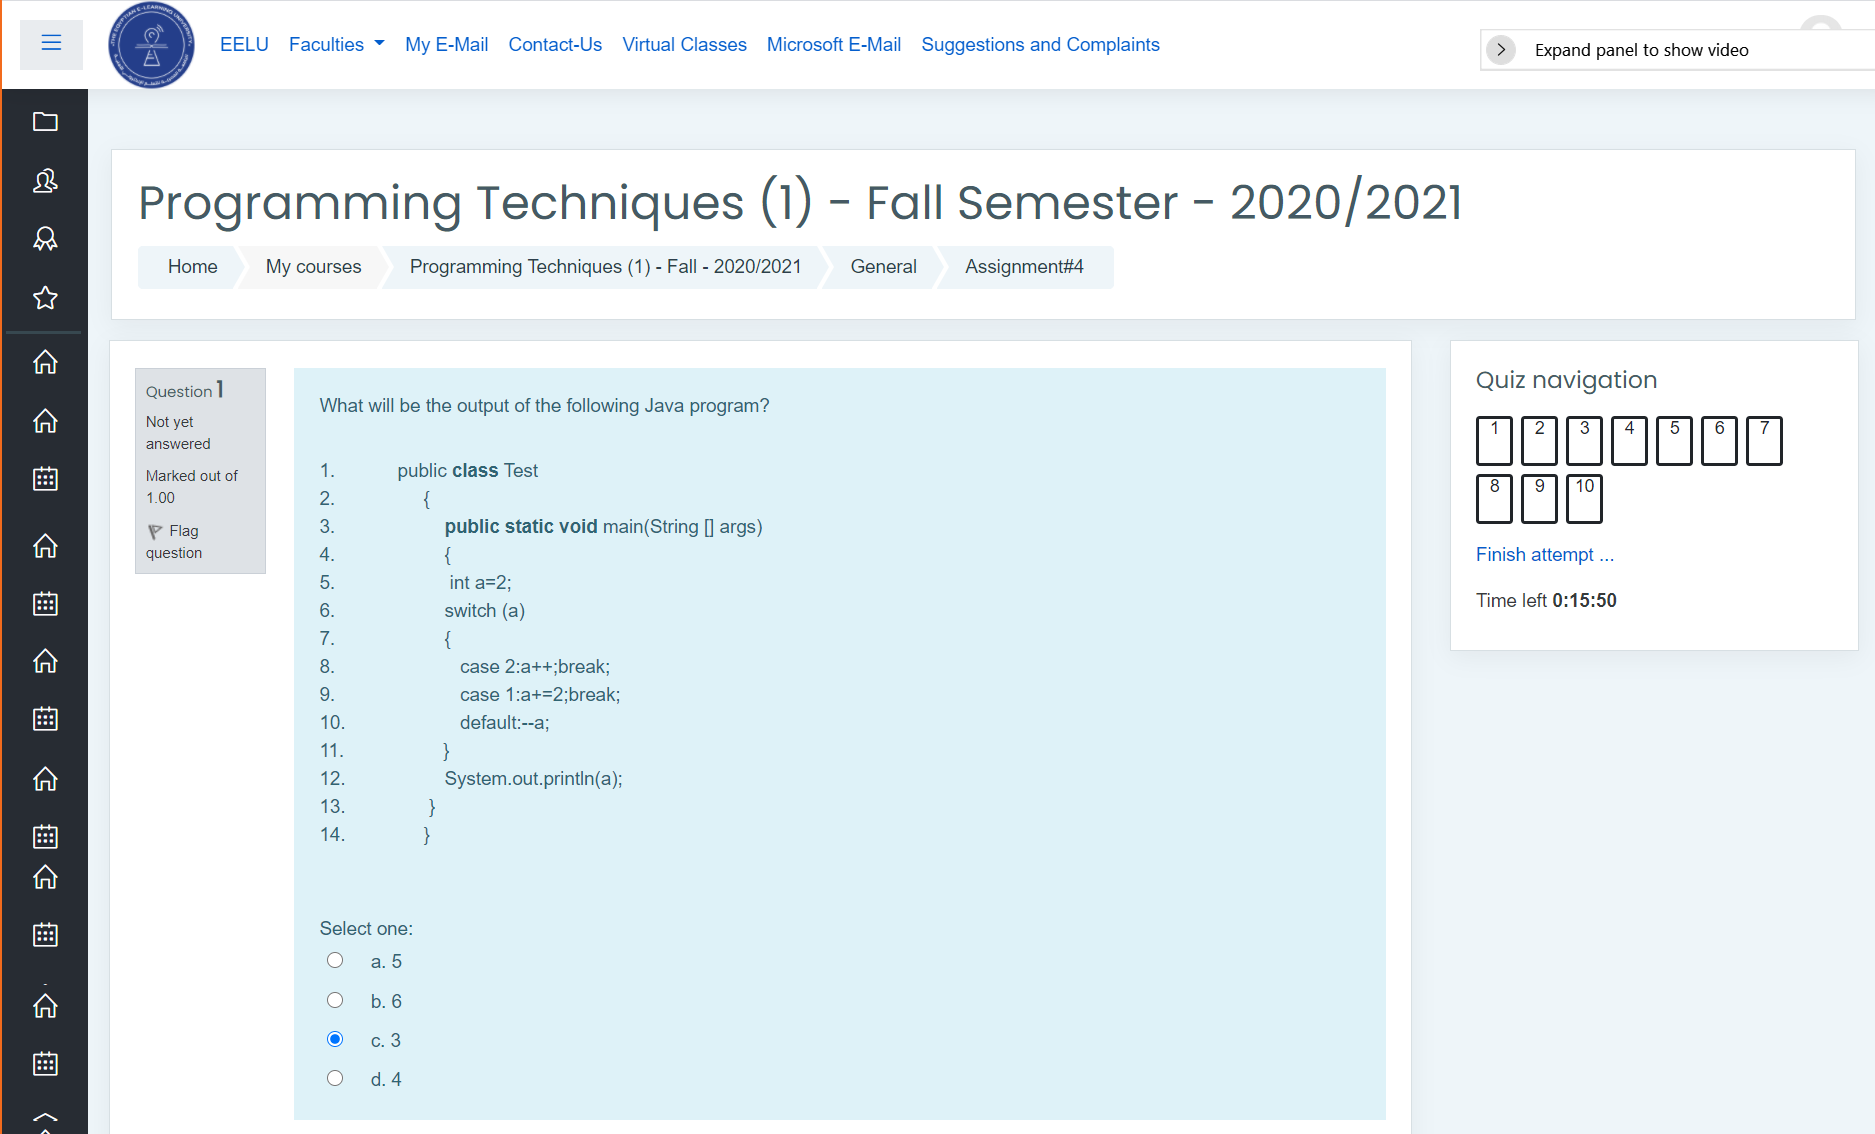 EELU Faculties My E-Mail Contact-Us Virtual Classes Microsoft E-Mail Suggestions and Complaints
Expand panel to show video
Programming Techniques (1) - Fall Semester - 2020/2021
Home My courses Programming Techniques (1) - Fall - 2020/2021 General Assignment#4
Question 1
Not yet
answered
Marked out of
1.00
Flag
question
What will be the output of the following Java program?
1. public class Test
2. {
3. public static void main(String [] args)
4. {
5. int a=2;
6. switch (a)
7. {
8. case 2:a++;break;
9. case 1:a+=2;break;
10. default:--a;
11. }
12. System.out.println(a);
13. }
14. }
Select one:
a. 5
b. 6
c. 3
d. 4
Quiz navigation
1 2 3 4 5 6 7
8 9 10
Finish attempt ...
Time left 0:15:50